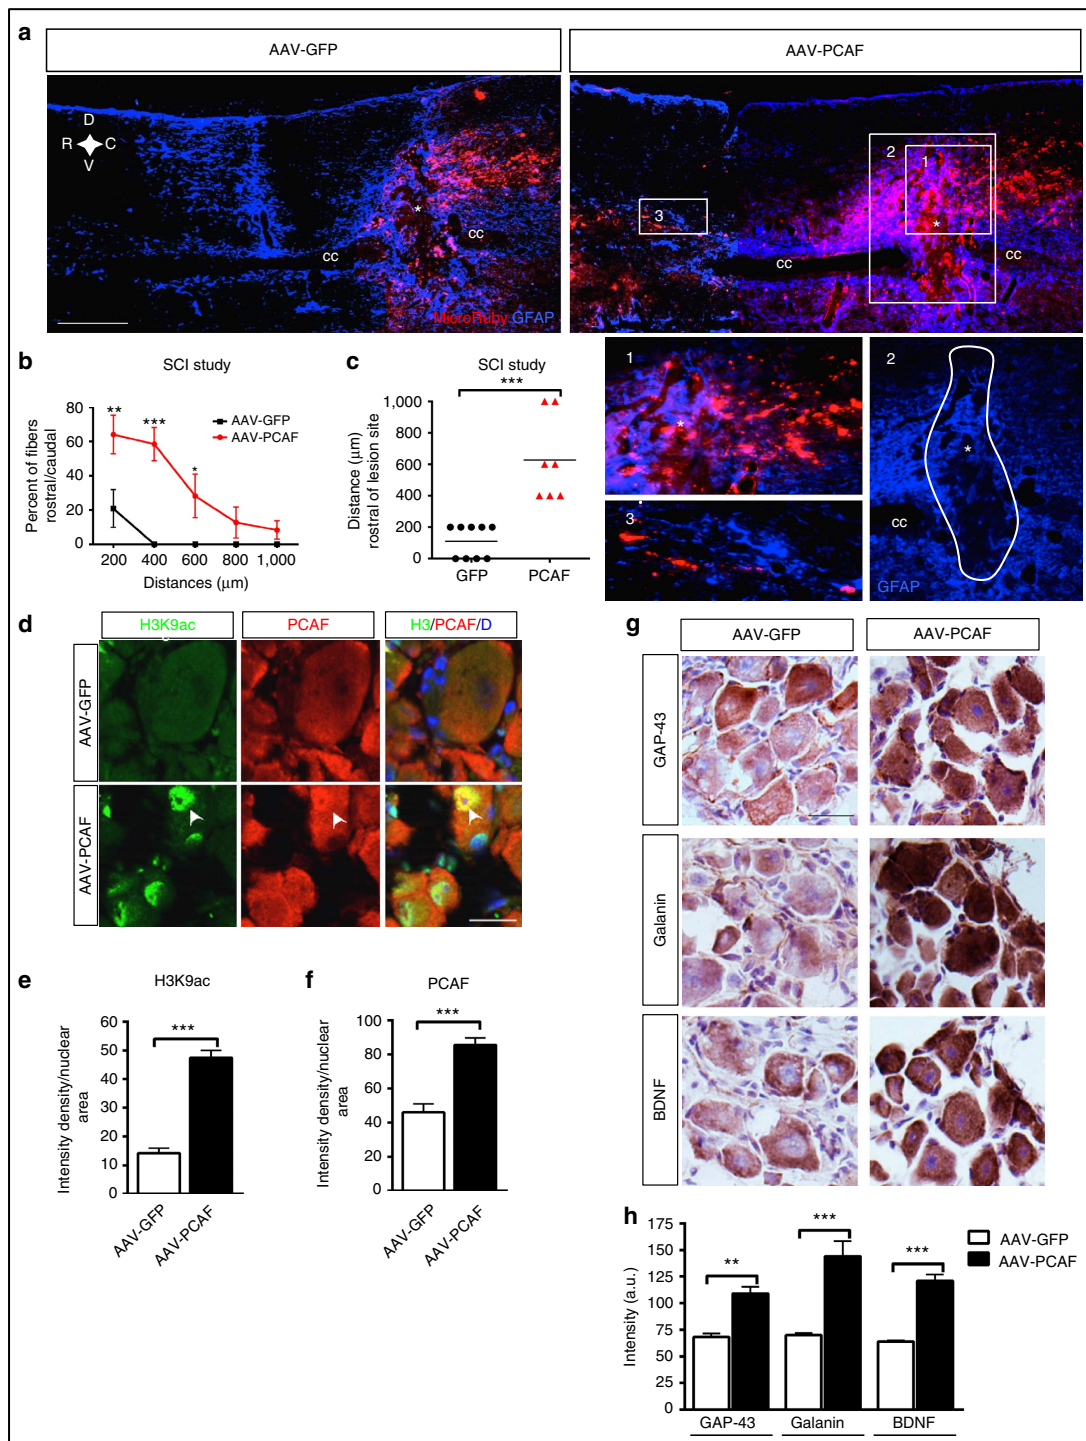 a
AAV-GFP
AAV-PCAF
D
R C
V
*
cc
cc
MicroRuby GFAP
2
1
3
*
cc
cc
b
SCI study
Percent of fibers
rostral/caudal
80
60
40
20
0
**
***
*
AAV-GFP
AAV-PCAF
200 400 600 800 1,000
Distances (μm)
c
SCI study
***
Distance (μm)
rostral of lesion site
1,000
800
600
400
200
0
GFP PCAF
1
*
3
2
*
cc
GFAP
d
H3K9ac
PCAF
H3/PCAF/D
AAV-GFP
AAV-PCAF
e
H3K9ac
***
Intensity density/nuclear
area
60
50
40
30
20
10
0
AAV-GFP
AAV-PCAF
f
PCAF
***
Intensity density/nuclear
area
100
80
60
40
20
0
AAV-GFP
AAV-PCAF
g
AAV-GFP
AAV-PCAF
GAP-43
Galanin
BDNF
h
Intensity (a.u.)
175
150
125
100
75
50
25
0
**
***
***
AAV-GFP
AAV-PCAF
GAP-43 Galanin BDNF